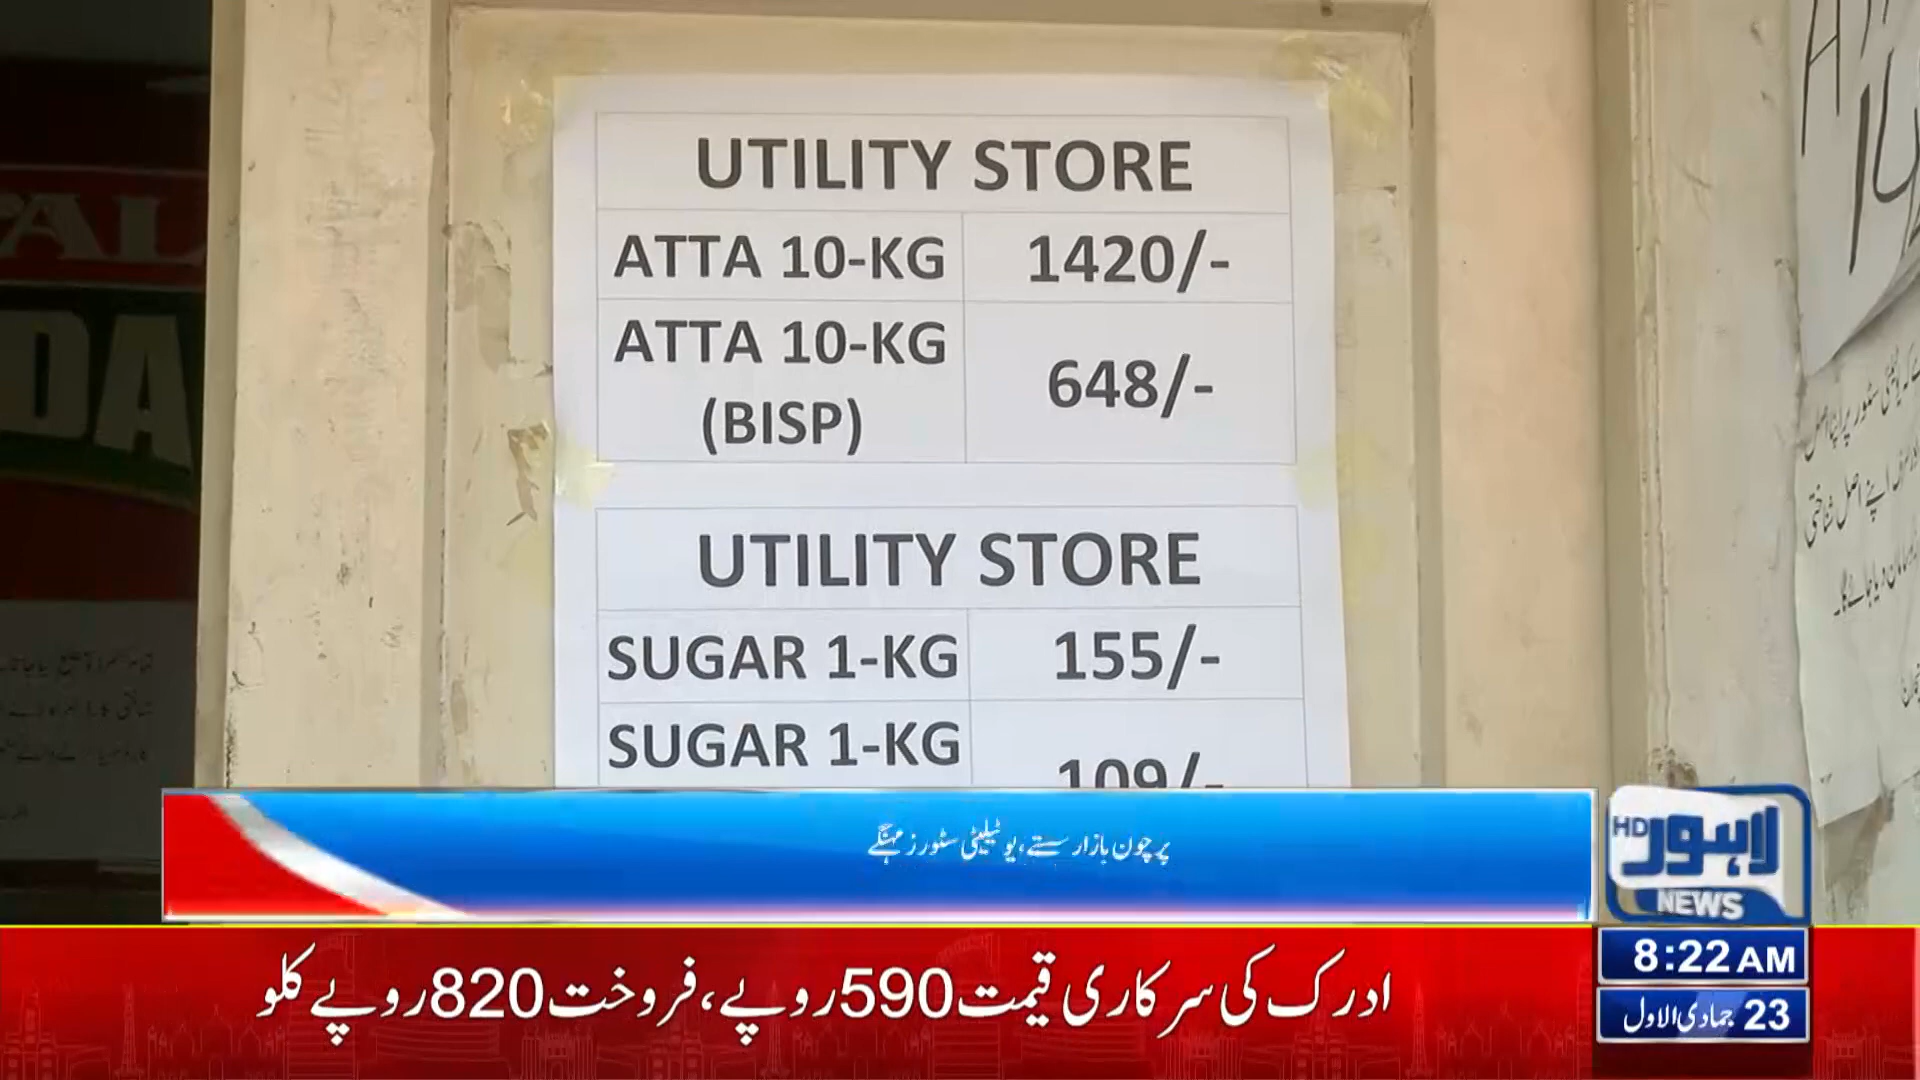 UTILITY STORE
ATTA 10-KG 1420/-
ATTA 10-KG (BISP) 648/-
UTILITY STORE
SUGAR 1-KG 155/-
SUGAR 1-KG 109/-
DA
پرچون بازار سستے، یوٹیلیٹی سٹورز مہنگے
HD لاہور
NEWS
8:22 AM
23 جمادی الاول
ادرک کی سرکاری قیمت 590 روپے، فروخت 820 روپے کلو